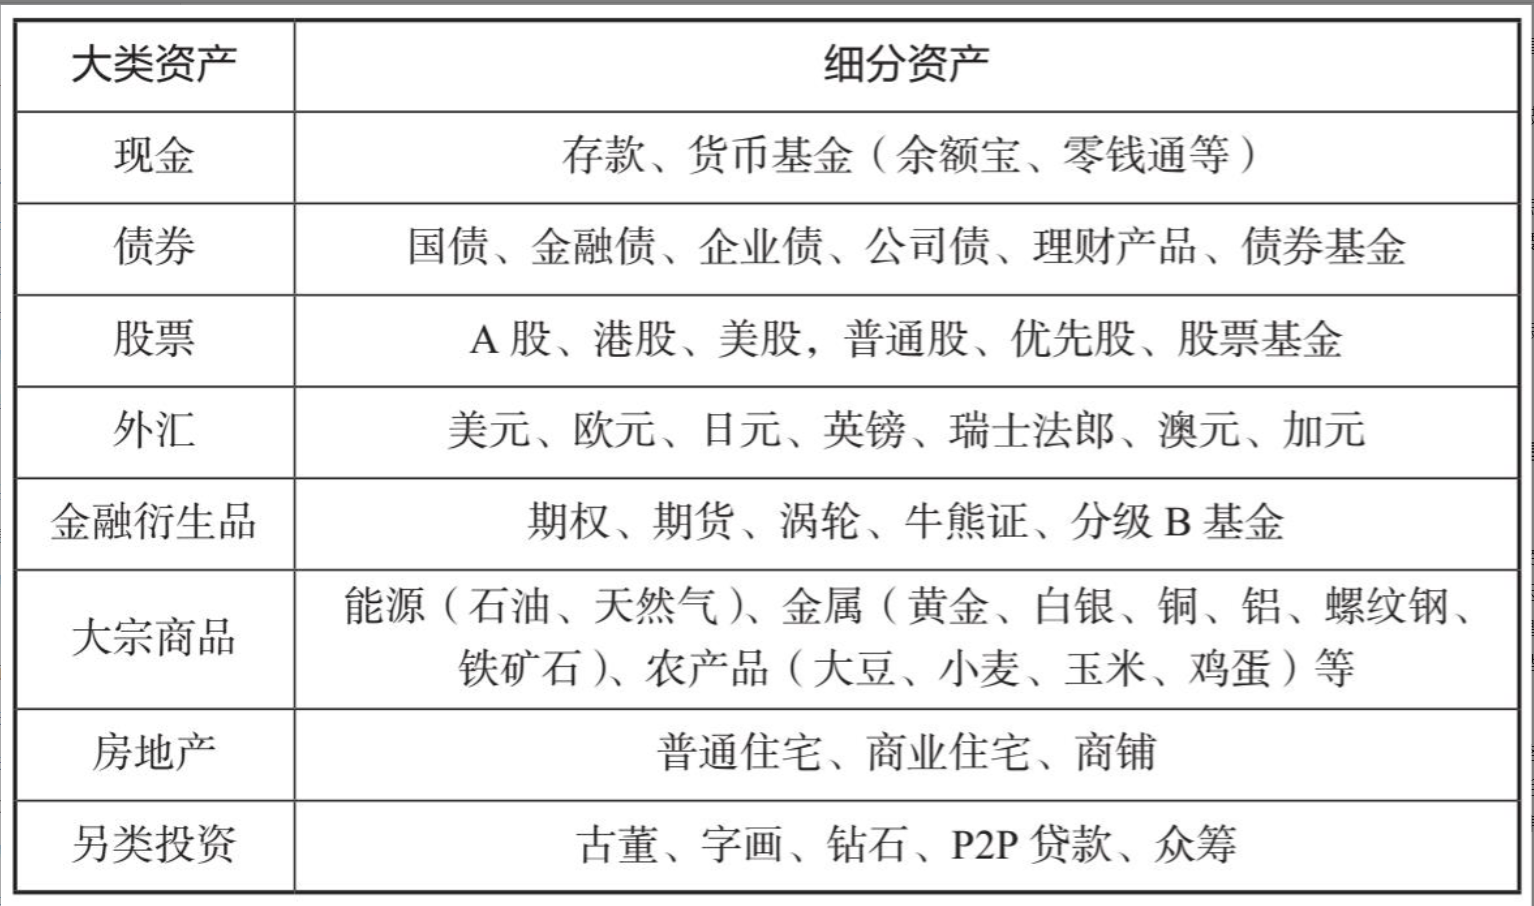 大类资产 细分资产
现金 存款、货币基金（余额宝、零钱通等）
债券 国债、金融债、企业债、公司债、理财产品、债券基金
股票 A 股、港股、美股，普通股、优先股、股票基金
外汇 美元、欧元、日元、英镑、瑞士法郎、澳元、加元
金融衍生品 期权、期货、涡轮、牛熊证、分级 B 基金
大宗商品 能源（石油、天然气）、金属（黄金、白银、铜、铝、螺纹钢、
铁矿石）、农产品（大豆、小麦、玉米、鸡蛋）等
房地产 普通住宅、商业住宅、商铺
另类投资 古董、字画、钻石、P2P 贷款、众筹